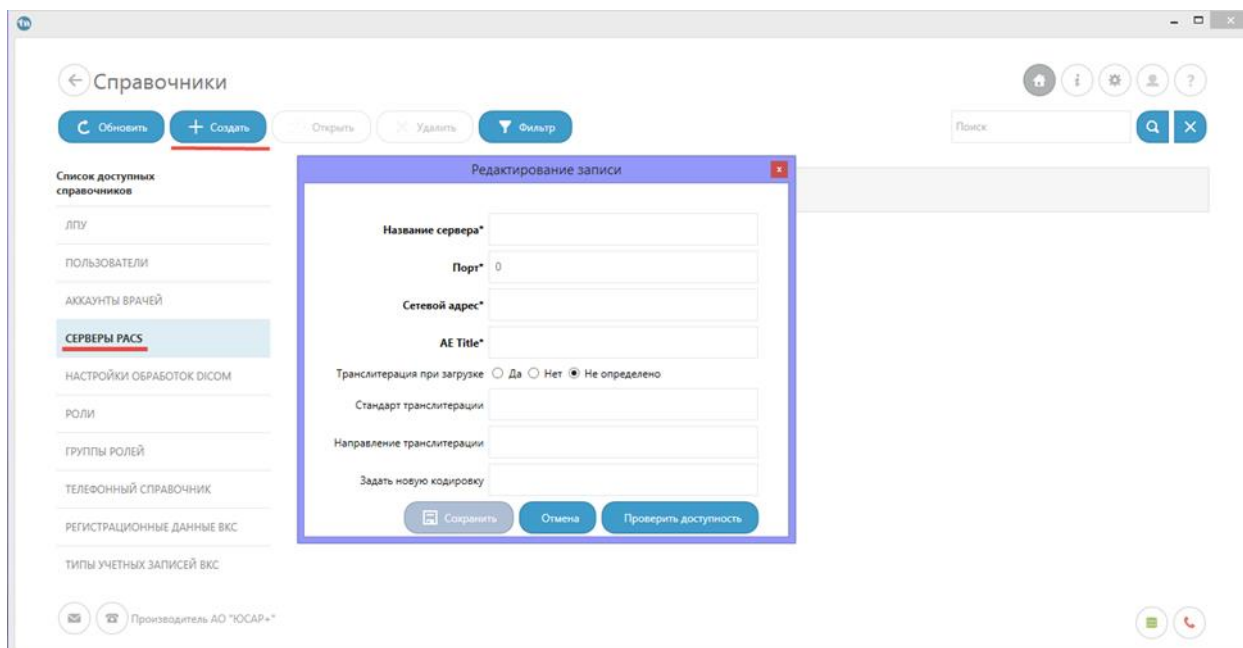 Справочники
Обновить
Создать
Открыть
Удалить
Фильтр
Поиск
Список доступных
справочников
ЛПУ
ПОЛЬЗОВАТЕЛИ
АККАУНТЫ ВРАЧЕЙ
СЕРВЕРЫ PACS
НАСТРОЙКИ ОБРАБОТОК DICOM
РОЛИ
ГРУППЫ РОЛЕЙ
ТЕЛЕФОННЫЙ СПРАВОЧНИК
РЕГИСТРАЦИОННЫЕ ДАННЫЕ ВКС
ТИПЫ УЧЕТНЫХ ЗАПИСЕЙ ВКС
Редактирование записи
Название сервера*
Порт* 0
Сетевой адрес*
AE Title*
Транслитерация при загрузке Да Нет Не определено
Стандарт транслитерации
Направление транслитерации
Задать новую кодировку
Сохранить
Отмена
Проверить доступность
Производитель АО "ЮСАР+"